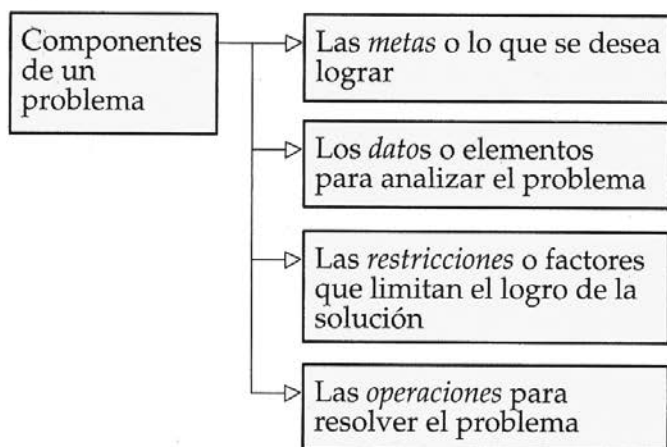 Componentes
de un
problema
Las metas o lo que se desea
lograr
Los datos o elementos
para analizar el problema
Las restricciones o factores
que limitan el logro de la
solución
Las operaciones para
resolver el problema